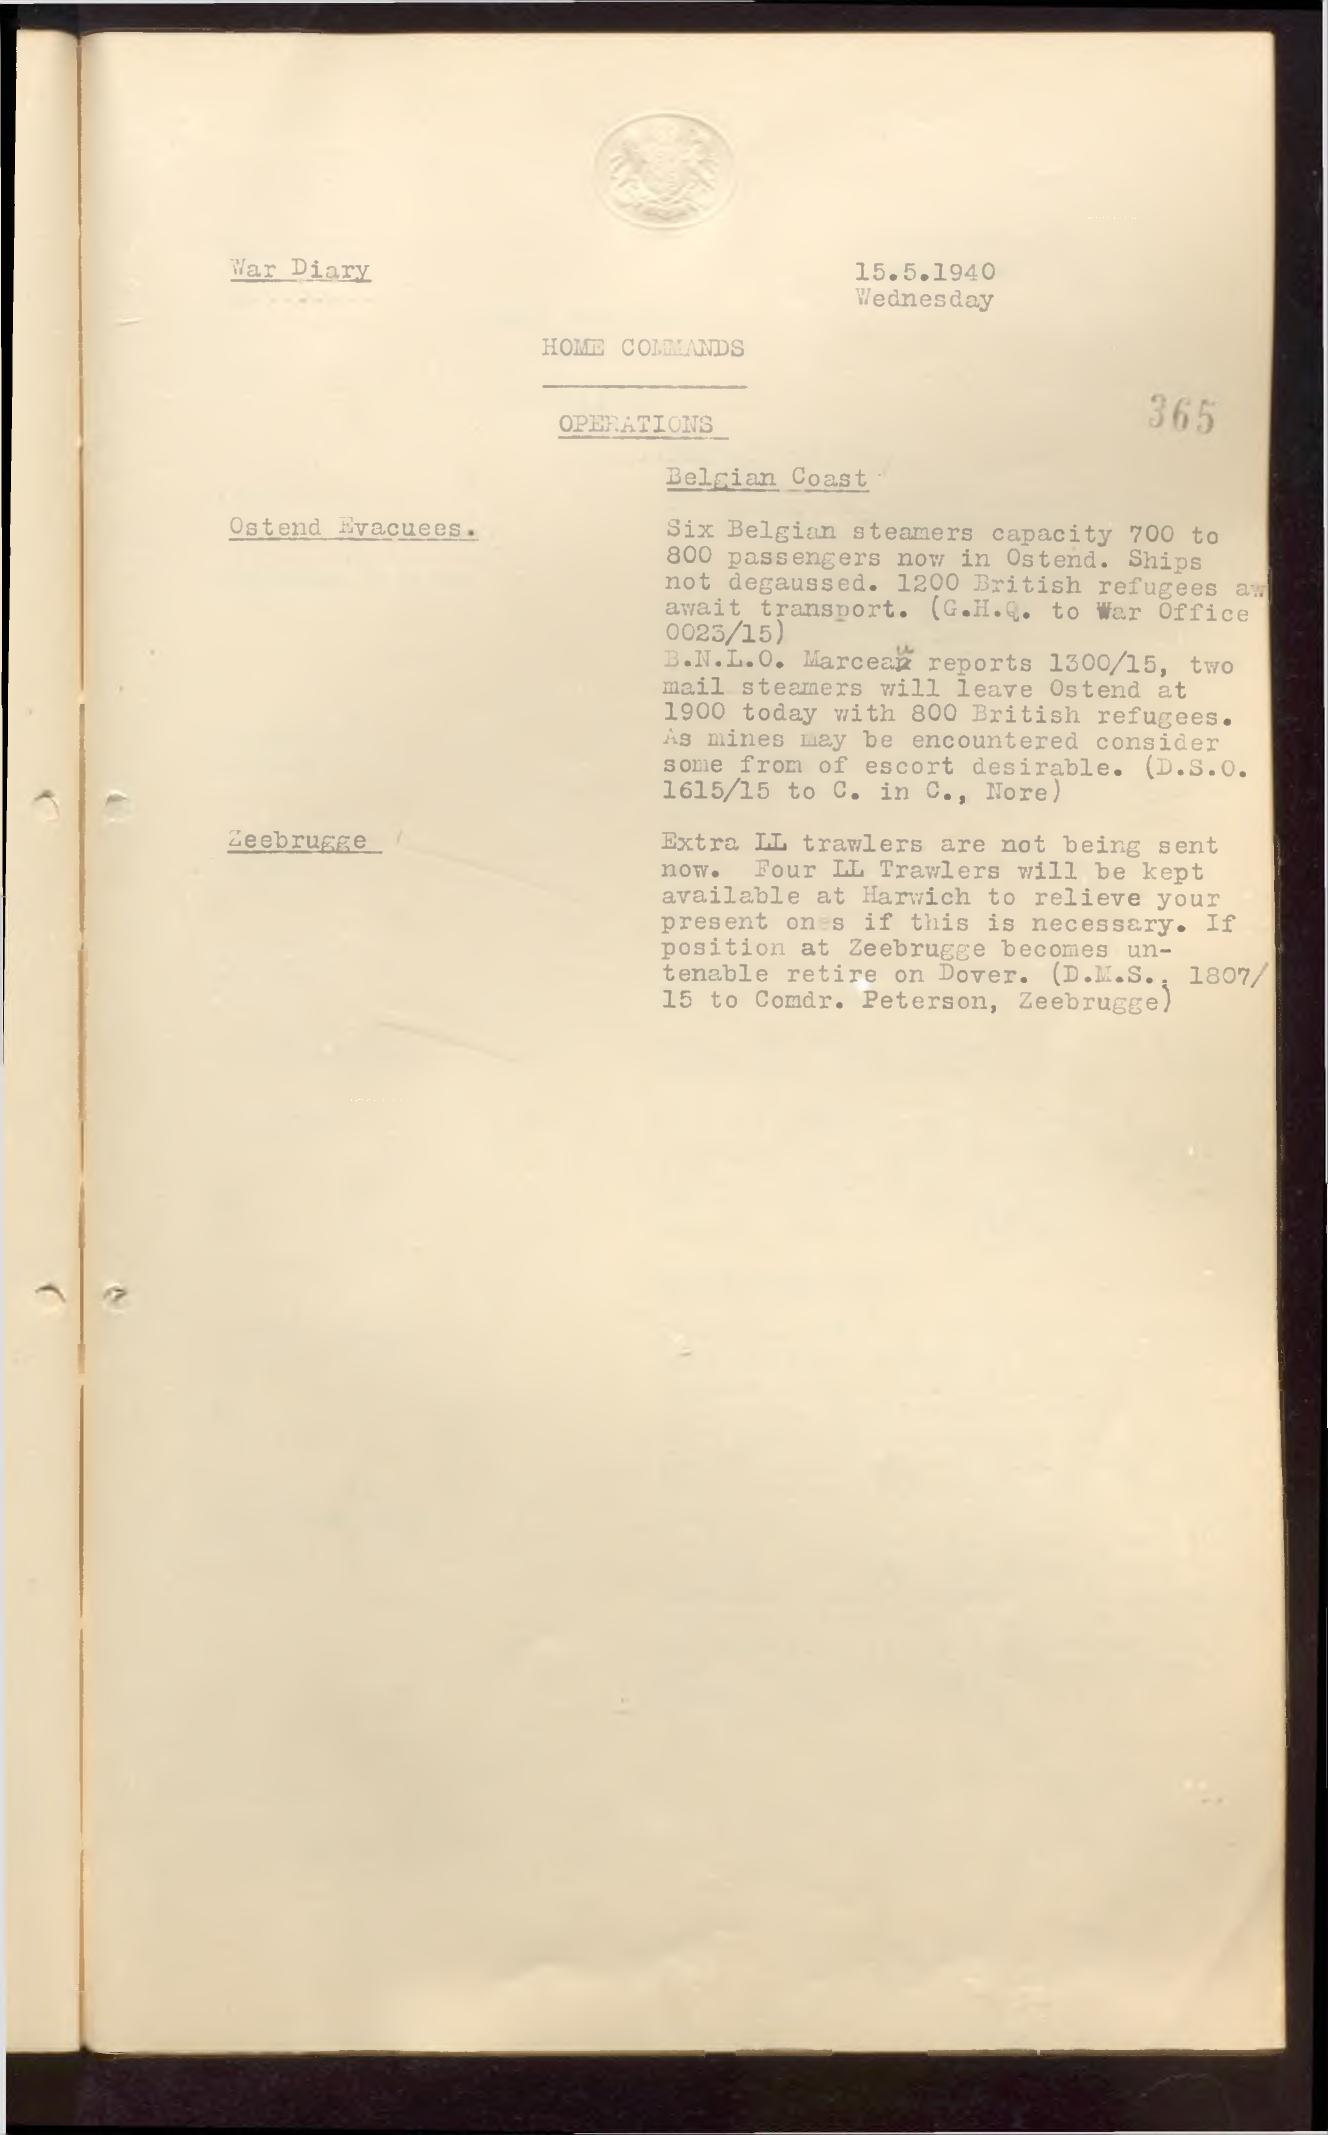 War Diary
15.5.1940
Wednesday
HOME COMMANDS
OPERATIONS
365
Belgian Coast
Ostend Evacuees.
Six Belgian steamers capacity 700 to
800 passengers now in Ostend. Ships
not degaussed. 1200 British refugees aw
await transport. (G.H.Q. to War Office
0023/15)
B.N.L.O. Marceau reports 1300/15, two
mail steamers will leave Ostend at
1900 today with 800 British refugees.
As mines may be encountered consider
some from of escort desirable. (D.S.O.
1615/15 to C. in C., Nore)
Zeebrugge
Extra LL trawlers are not being sent
now. Four LL Trawlers will be kept
available at Harwich to relieve your
present ones if this is necessary. If
position at Zeebrugge becomes un-
tenable retire on Dover. (D.M.S., 1807/
15 to Comdr. Peterson, Zeebrugge)